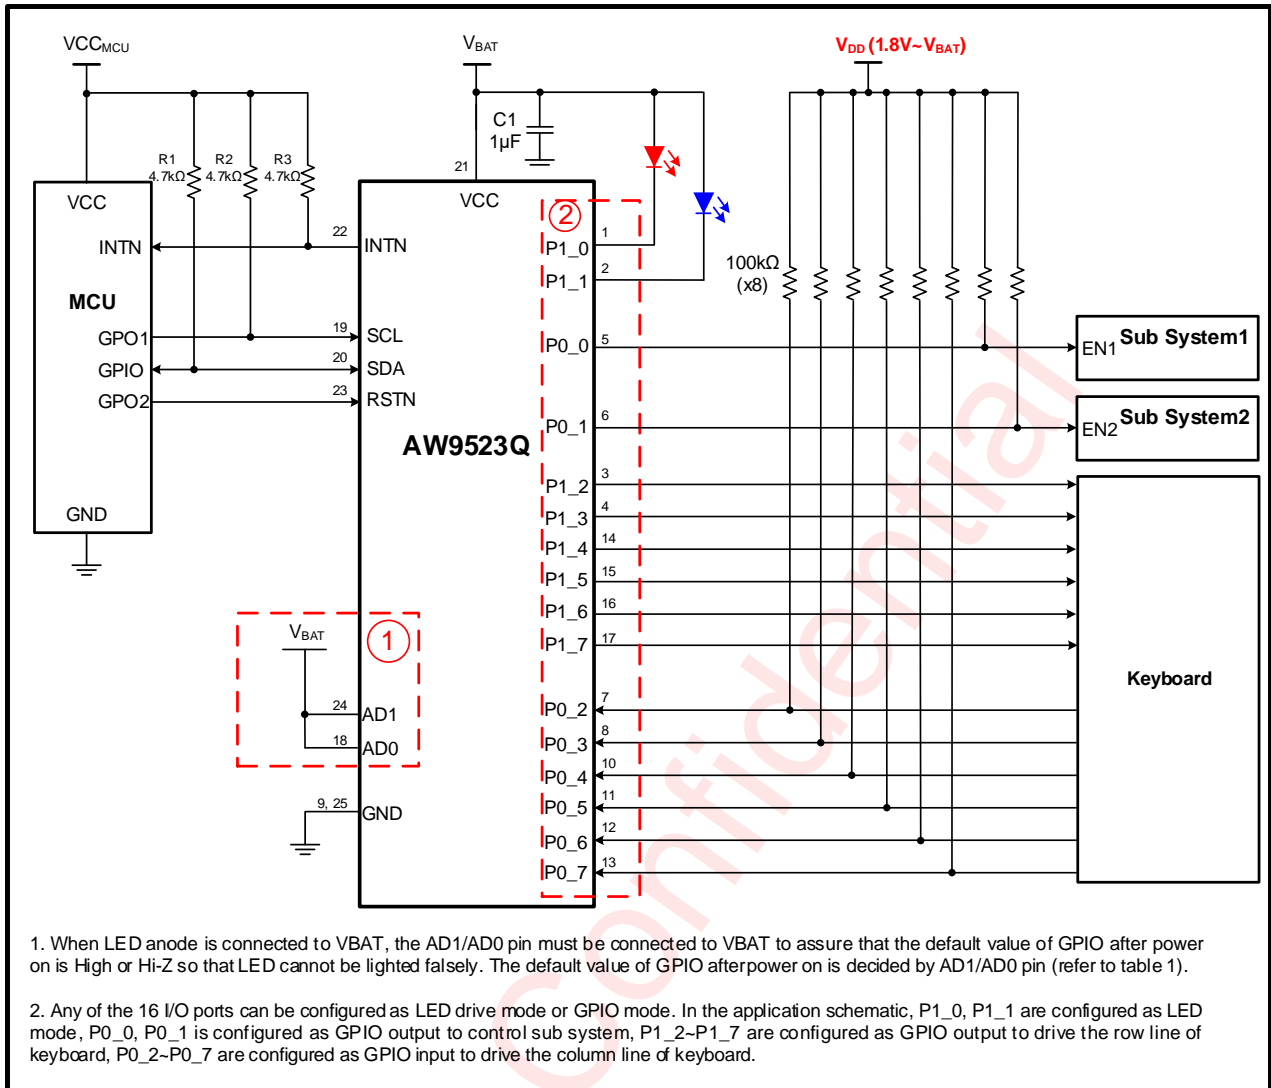 VCCMCU
VBAT
VDD (1.8V~VBAT)
C1
1µF
R1
4.7kΩ
R2
4.7kΩ
R3
4.7kΩ
21
VCC
VCC
2
22
INTN
INTN
1
P1_0
2
P1_1
100kΩ
(x8)
MCU
GPO1
19
SCL
GPIO
20
SDA
GPO2
23
RSTN
P0_0
5
EN1
Sub System1
P0_1
6
EN2
Sub System2
AW9523Q
P1_2
3
P1_3
4
P1_4
14
P1_5
15
P1_6
16
P1_7
17
GND
VBAT
1
24
AD1
18
AD0
9, 25
GND
P0_2
7
P0_3
8
P0_4
10
P0_5
11
P0_6
12
P0_7
13
Keyboard
Confidential
1. When LED anode is connected to VBAT, the AD1/AD0 pin must be connected to VBAT to assure that the default value of GPIO after power
on is High or Hi-Z so that LED cannot be lighted falsely. The default value of GPIO afterpower on is decided by AD1/AD0 pin (refer to table 1).
2. Any of the 16 I/O ports can be configured as LED drive mode or GPIO mode. In the application schematic, P1_0, P1_1 are configured as LED
mode, P0_0, P0_1 is configured as GPIO output to control sub system, P1_2~P1_7 are configured as GPIO output to drive the row line of
keyboard, P0_2~P0_7 are configured as GPIO input to drive the column line of keyboard.